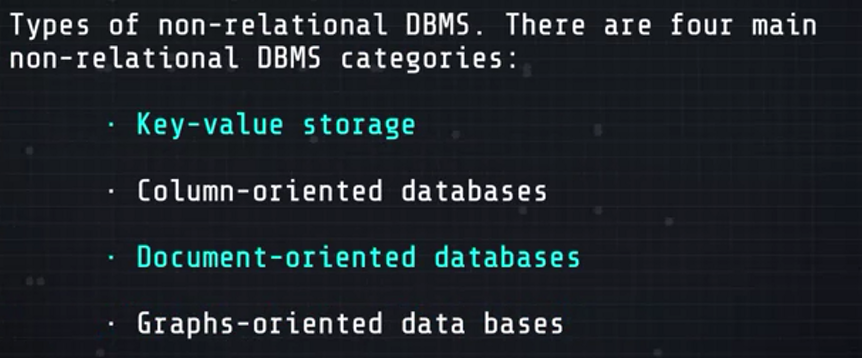 Types of non-relational DBMS. There are four main
non-relational DBMS categories:
· Key-value storage
· Column-oriented databases
· Document-oriented databases
· Graphs-oriented data bases